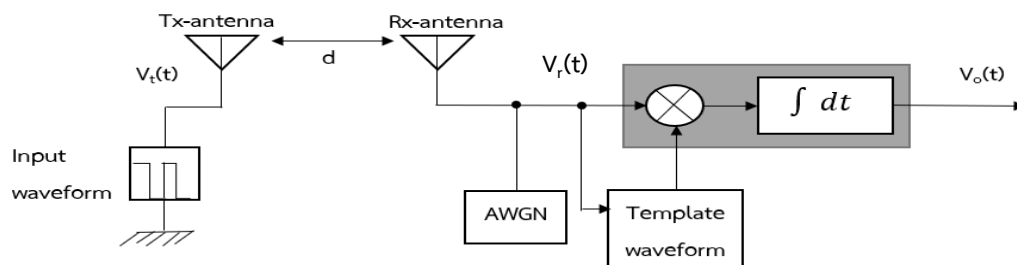 Tx-antenna
Rx-antenna
d
Vt(t)
Vr(t)
Vo(t)
∫ dt
Input
waveform
AWGN
Template
waveform